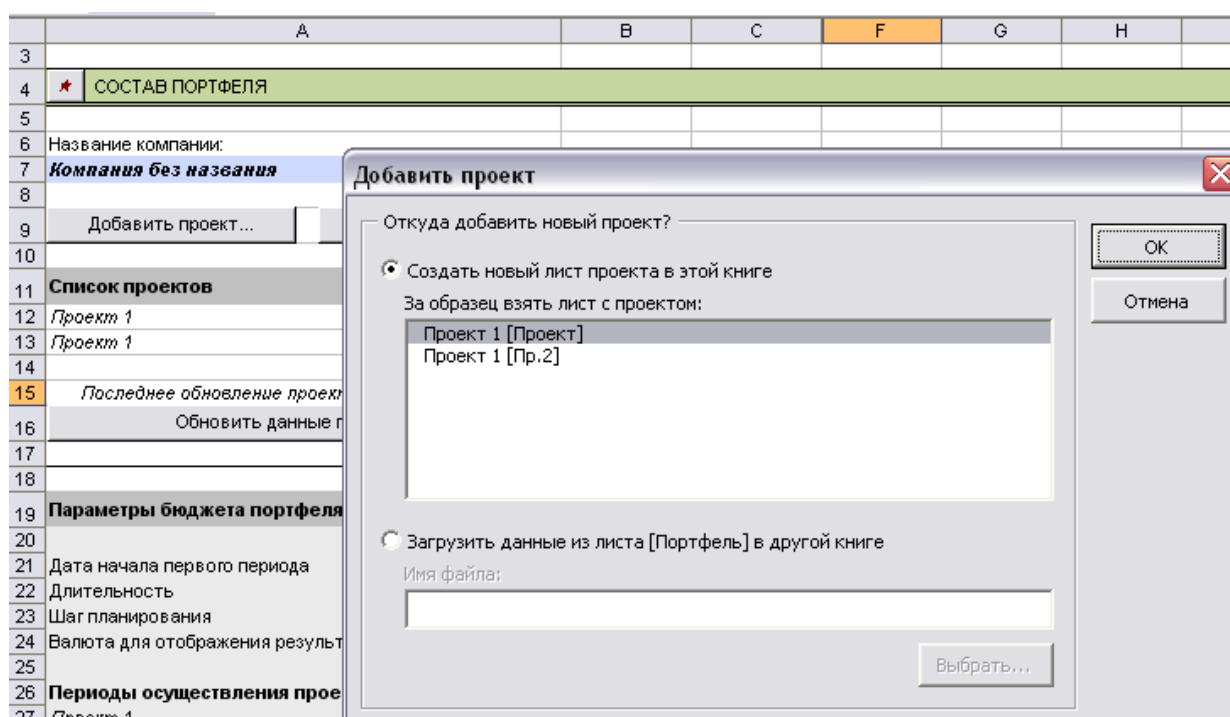 A B C F G H
3
4 СОСТАВ ПОРТФЕЛЯ
5
6 Название компании:
7 Компания без названия
8
9 Добавить проект...
10
11 Список проектов
12 Проект 1
13 Проект 1
14
15 Последнее обновление проек
16 Обновить данные
17
18
19 Параметры бюджета портфеля
20
21 Дата начала первого периода
22 Длительность
23 Шаг планирования
24 Валюта для отображения результ
25
26 Периоды осуществления прое
27 Проект 1
Добавить проект
Откуда добавить новый проект?
Создать новый лист проекта в этой книге
За образец взять лист с проектом:
Проект 1 [Проект]
Проект 1 [Пр.2]
Загрузить данные из листа [Портфель] в другой книге
Имя файла:
Выбрать...
OK
Отмена